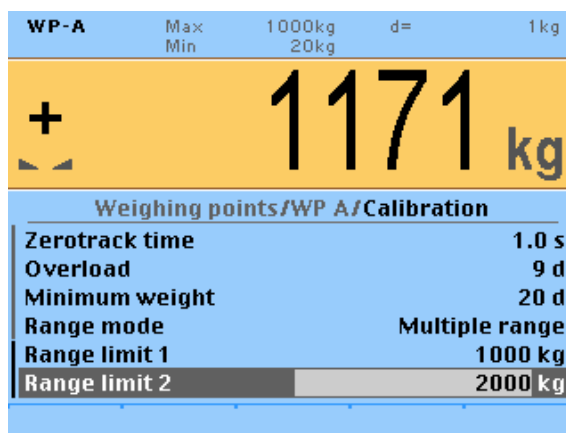 WP-A Max 1000kg d= 1kg
Min 20kg
+ 1171 kg
Weighing points/WP A/Calibration
Zerotrack time 1.0 s
Overload 9 d
Minimum weight 20 d
Range mode Multiple range
Range limit 1 1000 kg
Range limit 2 2000 kg